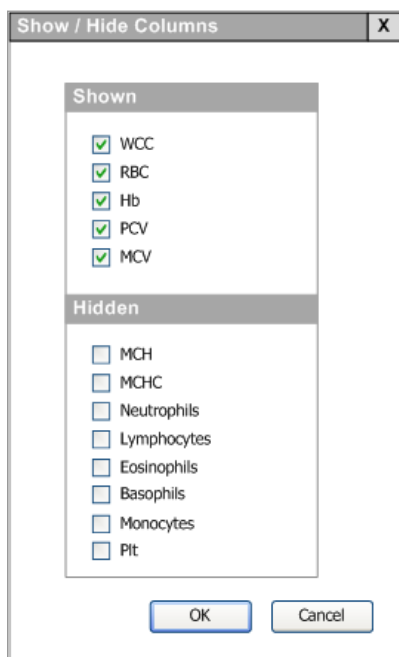 Show / Hide Columns X
Shown
WCC
RBC
Hb
PCV
MCV
Hidden
MCH
MCHC
Neutrophils
Lymphocytes
Eosinophils
Basophils
Monocytes
Plt
OK Cancel